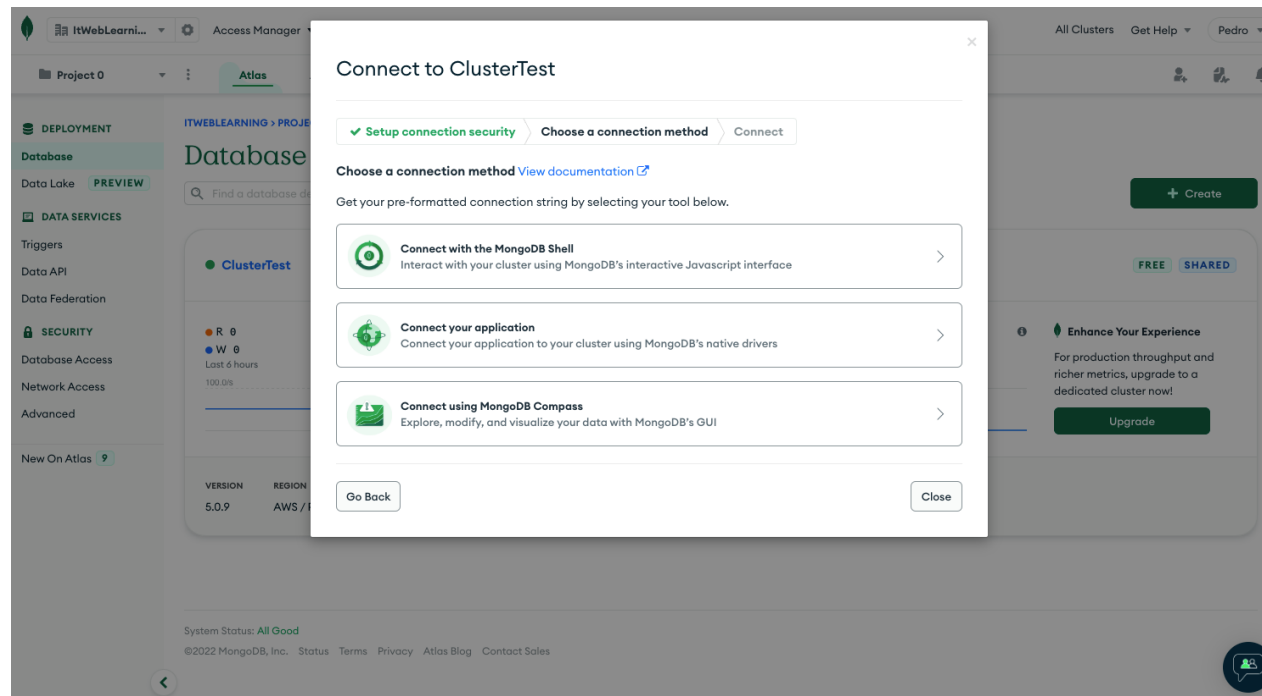 ItWebLearni...
Access Manager
All Clusters
Get Help
Pedro
Project 0
Atlas
DEPLOYMENT
Database
Data Lake PREVIEW
DATA SERVICES
Triggers
Data API
Data Federation
SECURITY
Database Access
Network Access
Advanced
New On Atlas 9
ITWEBLEARNING > PROJE
Database
Find a database de
+ Create
ClusterTest
FREE SHARED
R 0
W 0
Last 6 hours
100.0/s
Enhance Your Experience
For production throughput and
richer metrics, upgrade to a
dedicated cluster now!
Upgrade
VERSION REGION
5.0.9 AWS /
Connect to ClusterTest
Setup connection security
Choose a connection method
Connect
Choose a connection method View documentation
Get your pre-formatted connection string by selecting your tool below.
Connect with the MongoDB Shell
Interact with your cluster using MongoDB's interactive Javascript interface
Connect your application
Connect your application to your cluster using MongoDB's native drivers
Connect using MongoDB Compass
Explore, modify, and visualize your data with MongoDB's GUI
Go Back
Close
System Status: All Good
©2022 MongoDB, Inc. Status Terms Privacy Atlas Blog Contact Sales